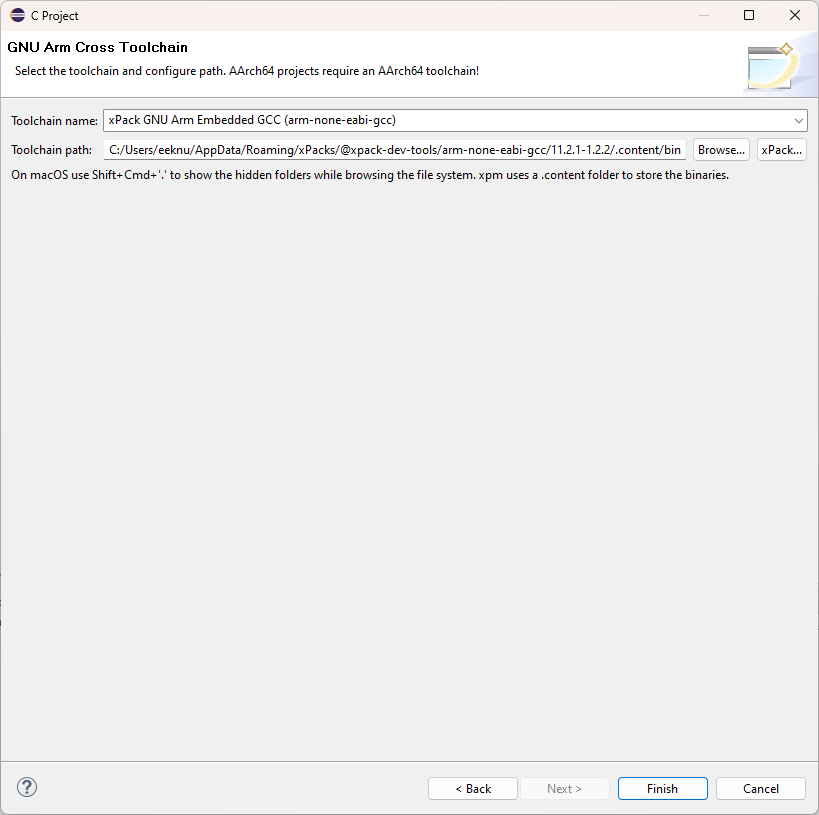 C Project
GNU Arm Cross Toolchain
Select the toolchain and configure path. AArch64 projects require an AArch64 toolchain!
Toolchain name: xPack GNU Arm Embedded GCC (arm-none-eabi-gcc)
Toolchain path: C:/Users/eeknu/AppData/Roaming/xPacks/@xpack-dev-tools/arm-none-eabi-gcc/11.2.1-1.2.2/.content/bin Browse... xPack...
On macOS use Shift+Cmd+'.' to show the hidden folders while browsing the file system. xpm uses a .content folder to store the binaries.
? < Back Next > Finish Cancel